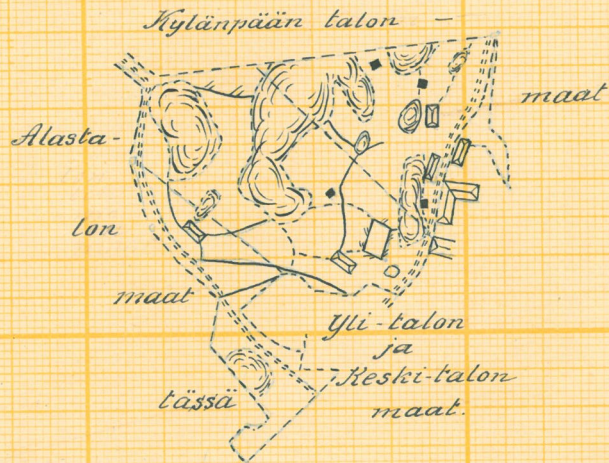 Kylänpään talon —
maat
Alasta-
lon
maat
tässä
Yli-talon
ja
Keski-talon
maat.